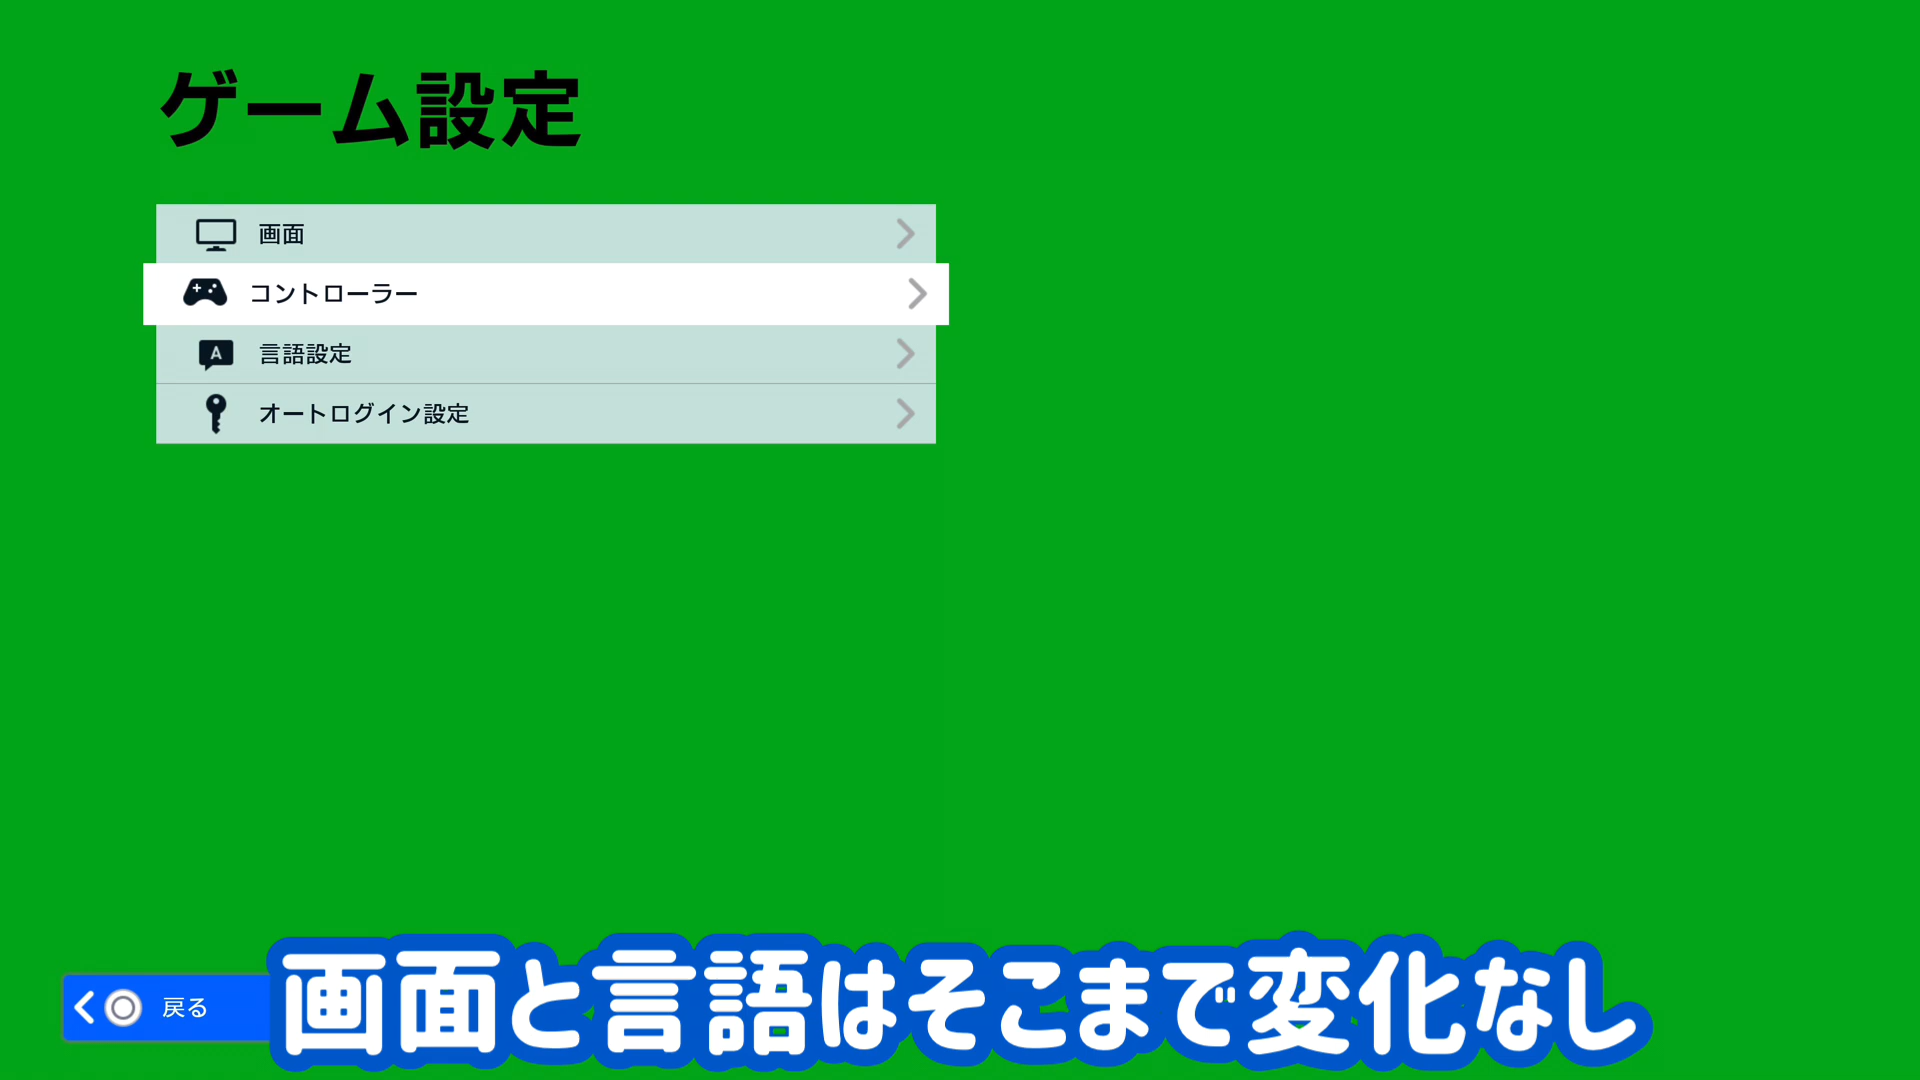 ゲーム設定
画面
コントローラー
A
言語設定
オートログイン設定
戻る
画面と言語はそこまで変化なし